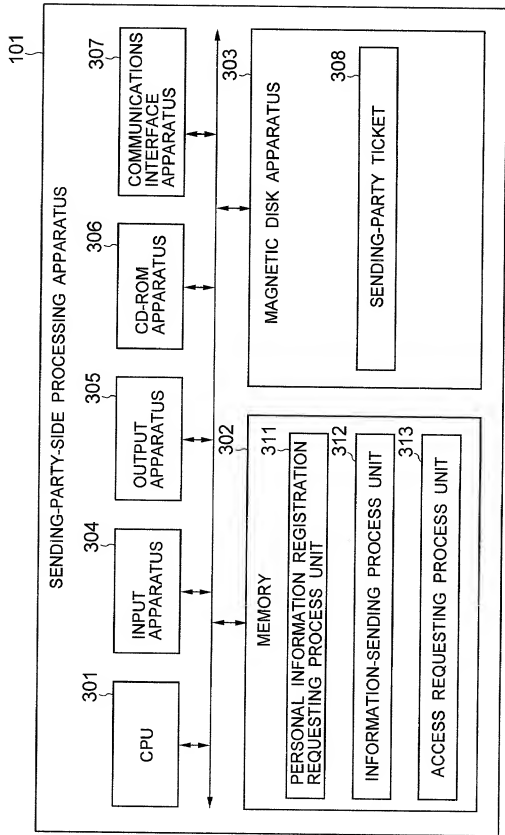 101
SENDING-PARTY-SIDE PROCESSING APPARATUS
301
CPU
304
INPUT
APPARATUS
305
OUTPUT
APPARATUS
306
CD-ROM
APPARATUS
307
COMMUNICATIONS
INTERFACE
APPARATUS
302
MEMORY
311
PERSONAL INFORMATION REGISTRATION
REQUESTING PROCESS UNIT
312
INFORMATION-SENDING PROCESS UNIT
313
ACCESS REQUESTING PROCESS UNIT
303
MAGNETIC DISK APPARATUS
308
SENDING-PARTY TICKET